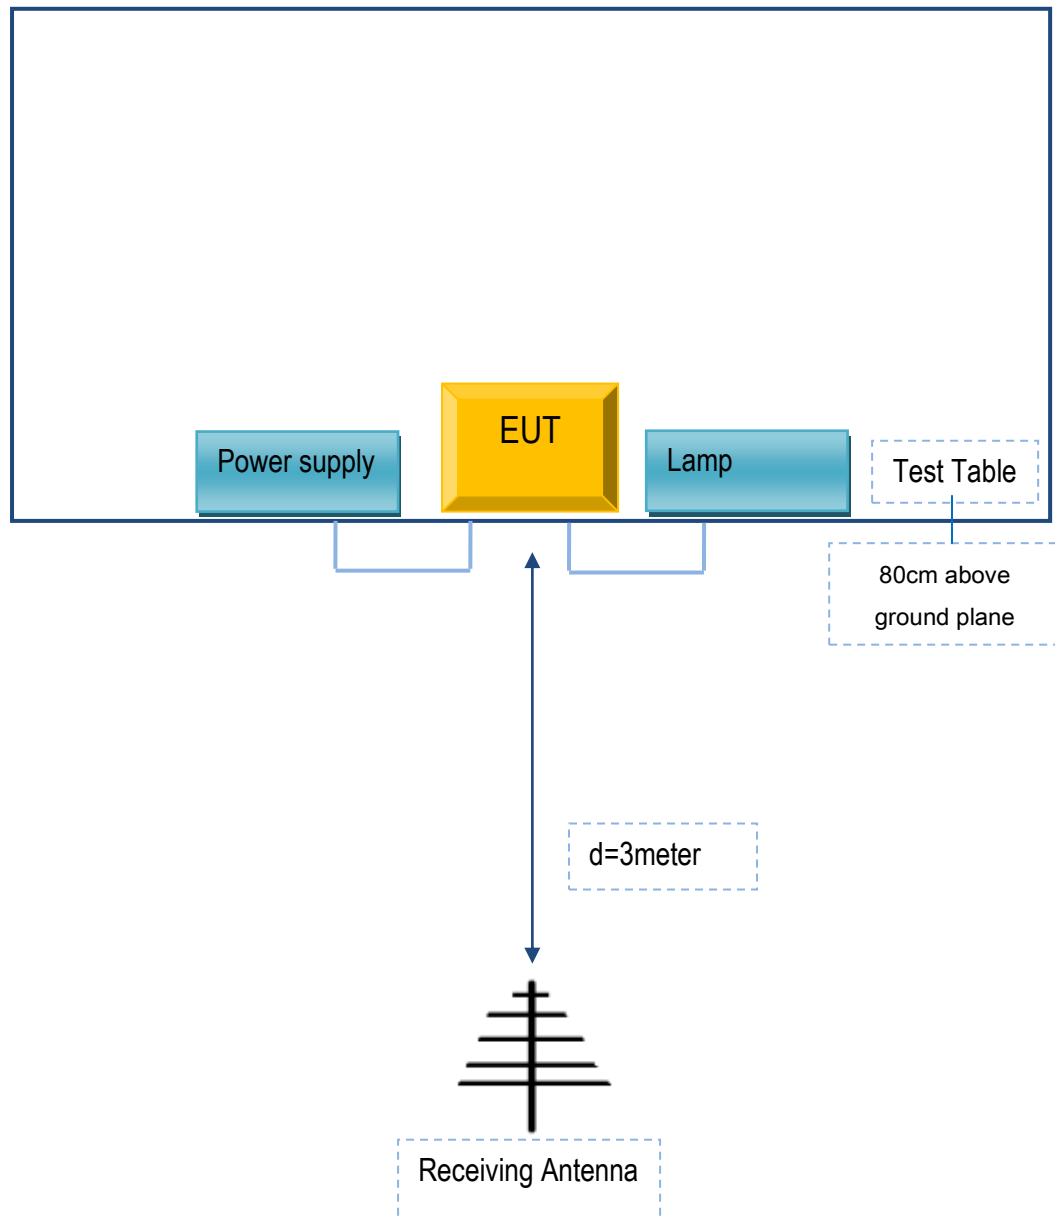 EUT
Power supply
Lamp
Test Table
80cm above
ground plane
d=3meter
Receiving Antenna